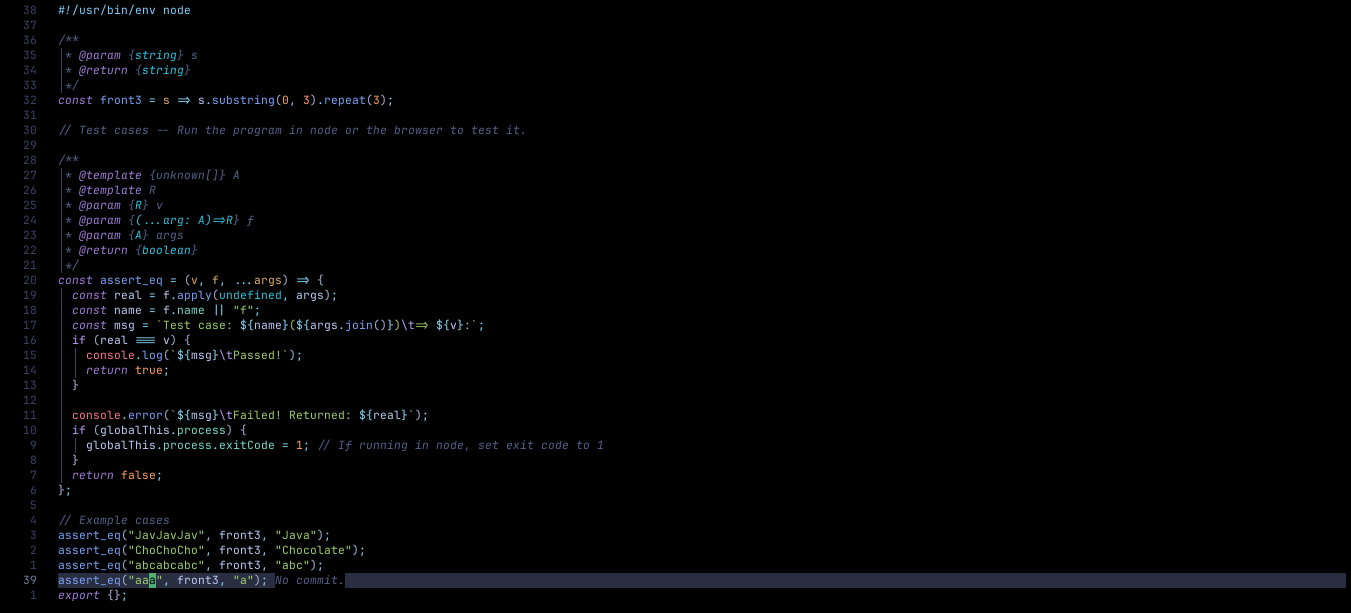 38 #!/usr/bin/env node
37
36 /**
35 * @param {string} s
34 * @return {string}
33 */
32 const front3 = s => s.substring(0, 3).repeat(3);
31
30 // Test cases -- Run the program in node or the browser to test it.
29
28 /**
27 * @template {unknown[]} A
26 * @template R
25 * @param {R} v
24 * @param {(...arg: A)=>R} f
23 * @param {A} args
22 * @return {boolean}
21 */
20 const assert_eq = (v, f, ...args) => {
19 const real = f.apply(undefined, args);
18 const name = f.name || "f";
17 const msg = `Test case: ${name}(${args.join()})\t=> ${v}:`;
16 if (real === v) {
15 console.log(`${msg}\tPassed!`);
14 return true;
13 }
12
11 console.error(`${msg}\tFailed! Returned: ${real}`);
10 if (globalThis.process) {
9 globalThis.process.exitCode = 1; // If running in node, set exit code to 1
8 }
7 return false;
6 };
5
4 // Example cases
3 assert_eq("JavJavJav", front3, "Java");
2 assert_eq("ChoChoCho", front3, "Chocolate");
1 assert_eq("abcabcabc", front3, "abc");
39 assert_eq("aaa", front3, "a"); No commit.
1 export {};